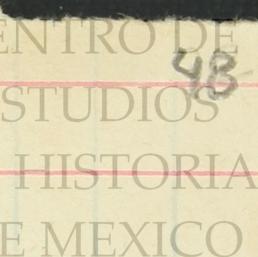 ENTRO DE
48
STUDIOS
HISTORIA
E MEXICO